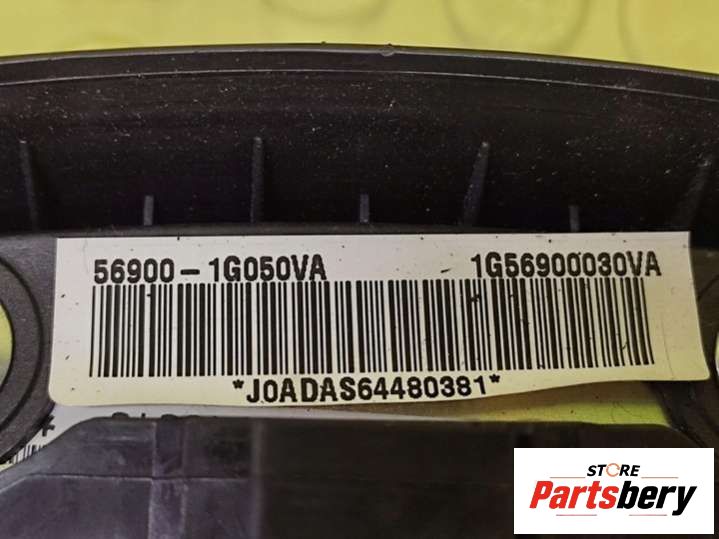 56900-1G050VA 1G56900030VA
*J0ADAS64480381*
STORE
Partsbery